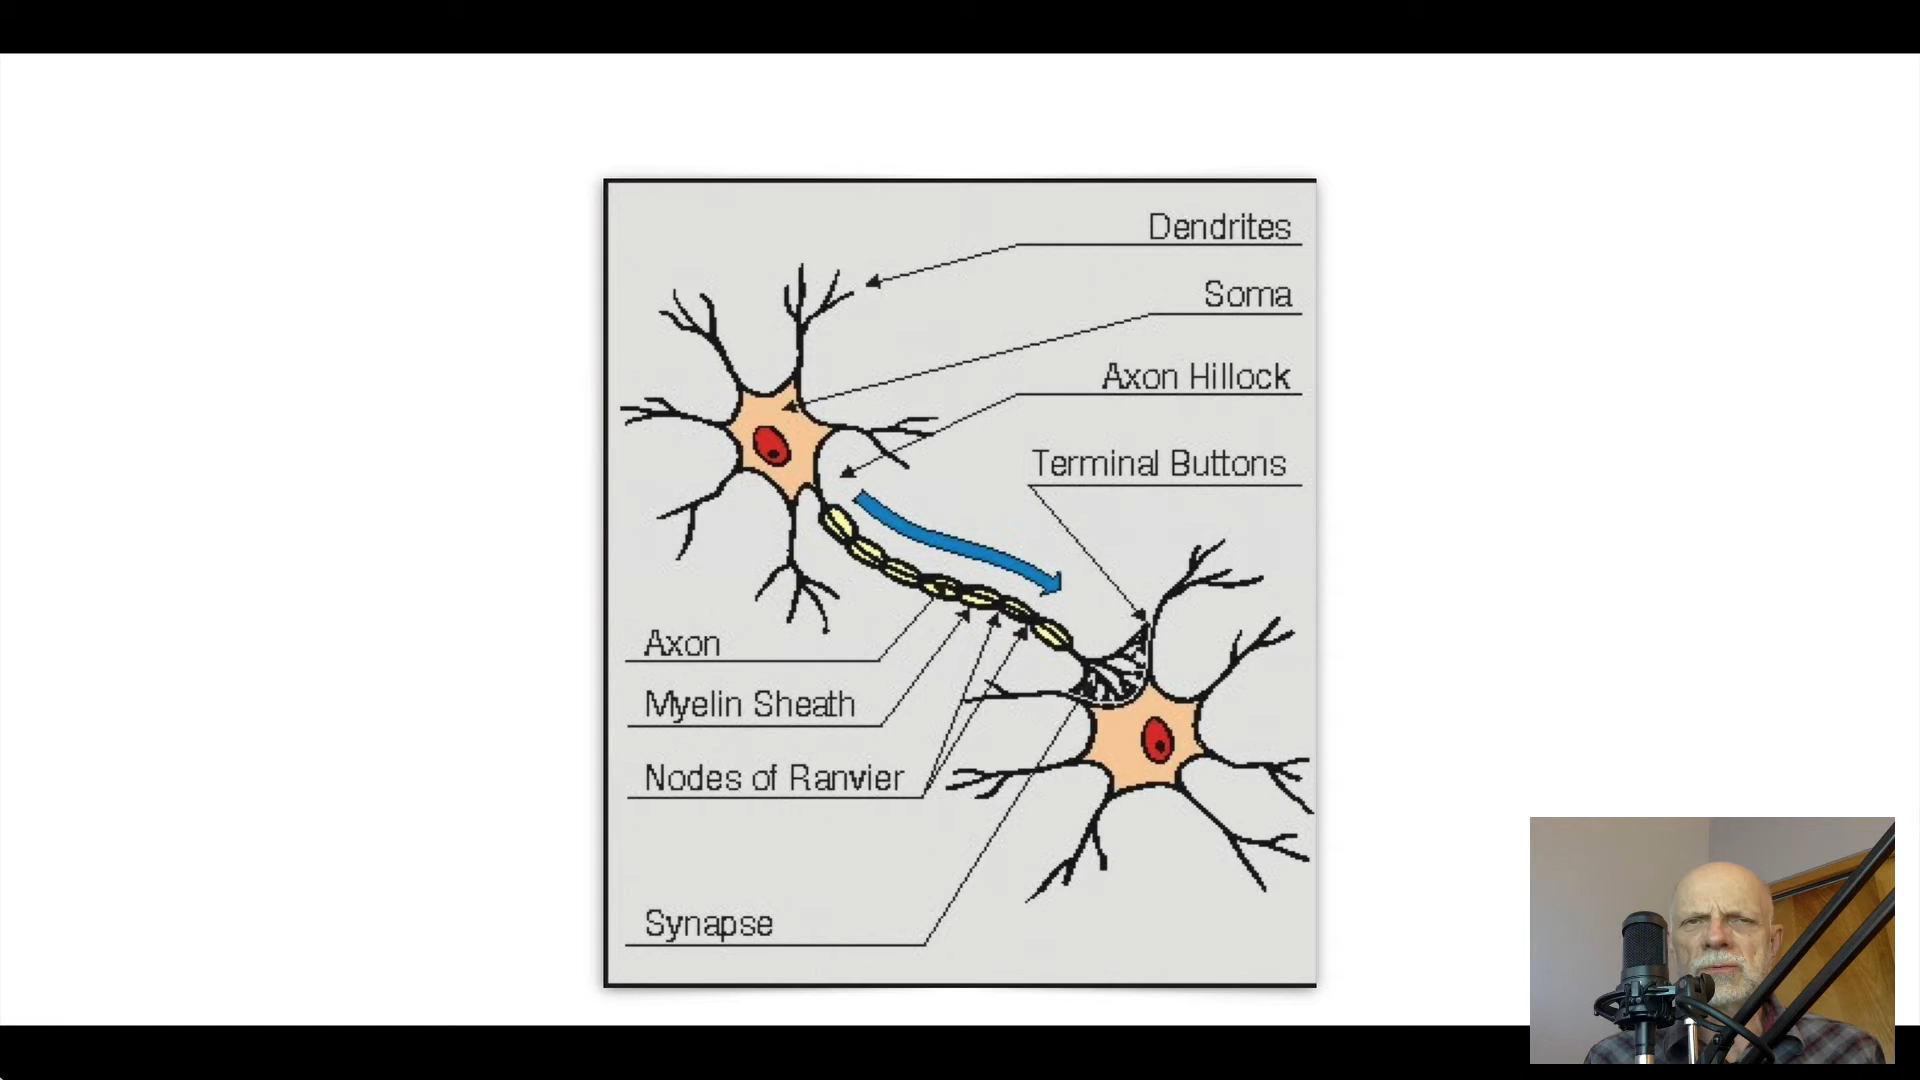 Dendrites
Soma
Axon Hillock
Terminal Buttons
Axon
Myelin Sheath
Nodes of Ranvier
Synapse